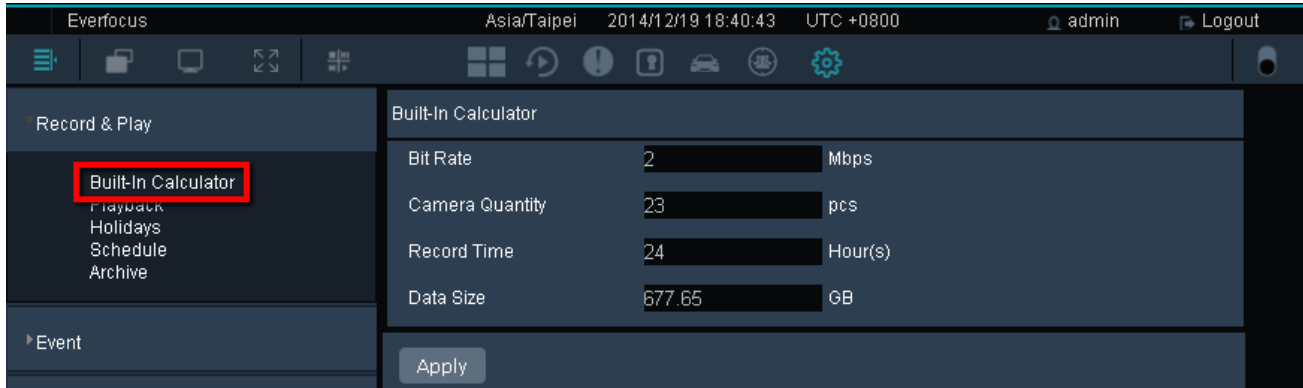 Everfocus Asia/Taipei 2014/12/19 18:40:43 UTC +0800 admin Logout
Record & Play
Built-In Calculator
Playback
Holidays
Schedule
Archive
Event
Built-In Calculator
Bit Rate 2 Mbps
Camera Quantity 23 pcs
Record Time 24 Hour(s)
Data Size 677.65 GB
Apply